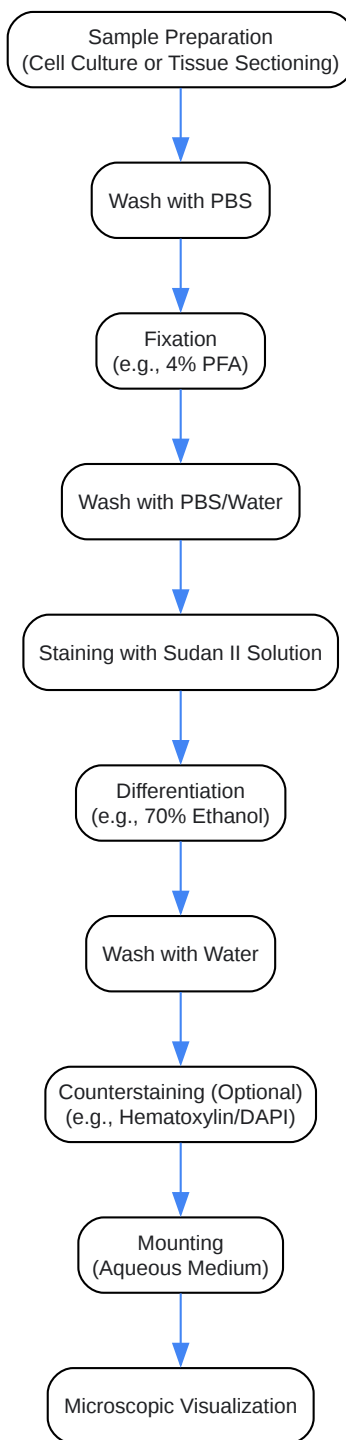 Sample Preparation
(Cell Culture or Tissue Sectioning)
Wash with PBS
Fixation
(e.g., 4% PFA)
Wash with PBS/Water
Staining with Sudan II Solution
Differentiation
(e.g., 70% Ethanol)
Wash with Water
Counterstaining (Optional)
(e.g., Hematoxylin/DAPI)
Mounting
(Aqueous Medium)
Microscopic Visualization